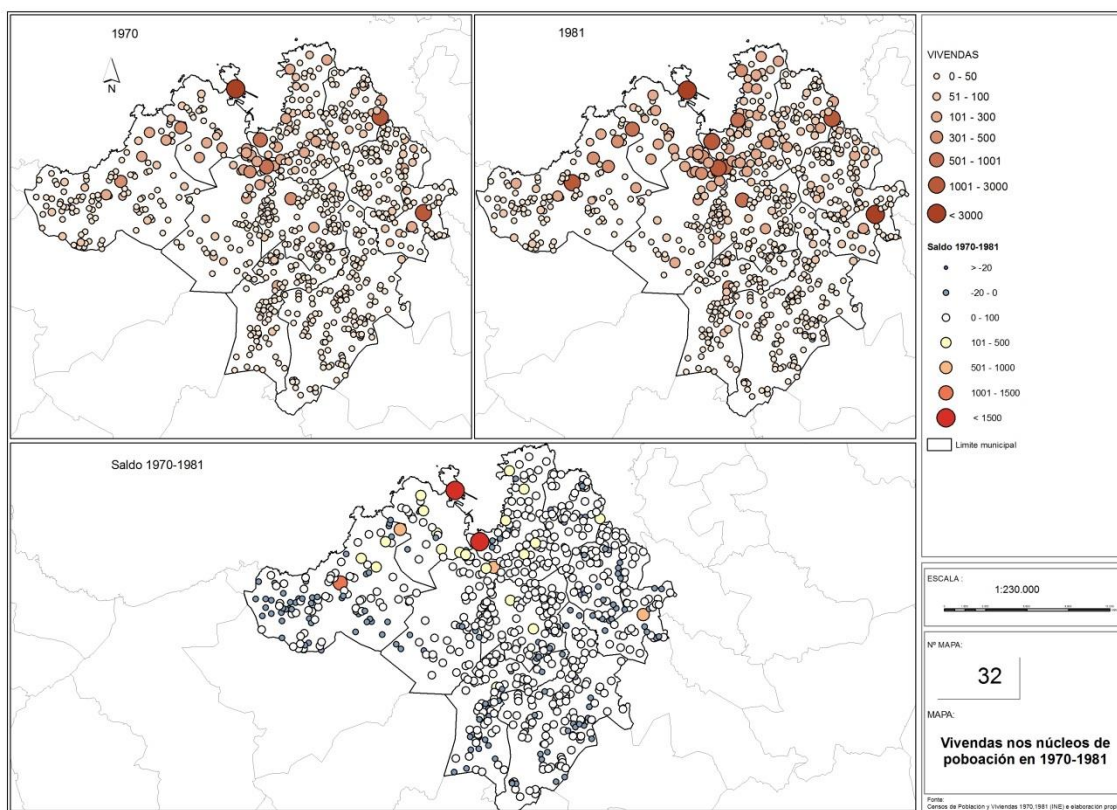 1970
N
1981
VIVENDAS
0 - 50
51 - 100
101 - 300
301 - 500
501 - 1001
1001 - 3000
< 3000
Saldo 1970-1981
> -20
-20 - 0
0 - 100
101 - 500
501 - 1000
1001 - 1500
< 1500
Limite municipal
Saldo 1970-1981
ESCALA :
1:230.000
Nº MAPA:
32
MAPA:
Vivendas nos núcleos de
poboación en 1970-1981
Fonte:
Censos de Población y Viviendas 1970,1981 (INE) e elaboración